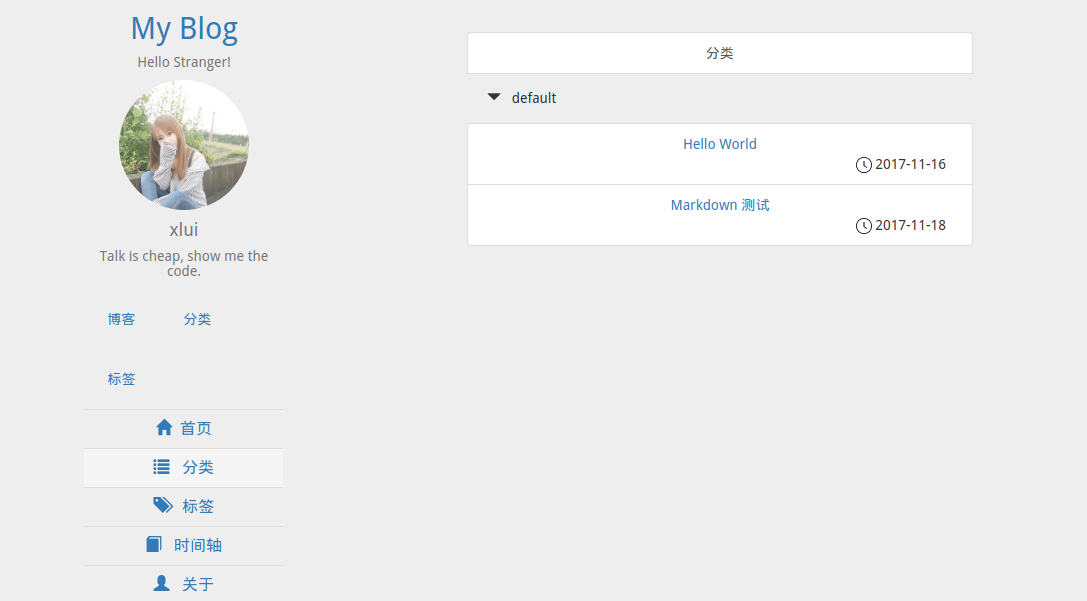 My Blog
Hello Stranger!
xlui
Talk is cheap, show me the
code.
博客 分类
标签
首页
分类
标签
时间轴
关于
分类
default
Hello World
2017-11-16
Markdown 测试
2017-11-18